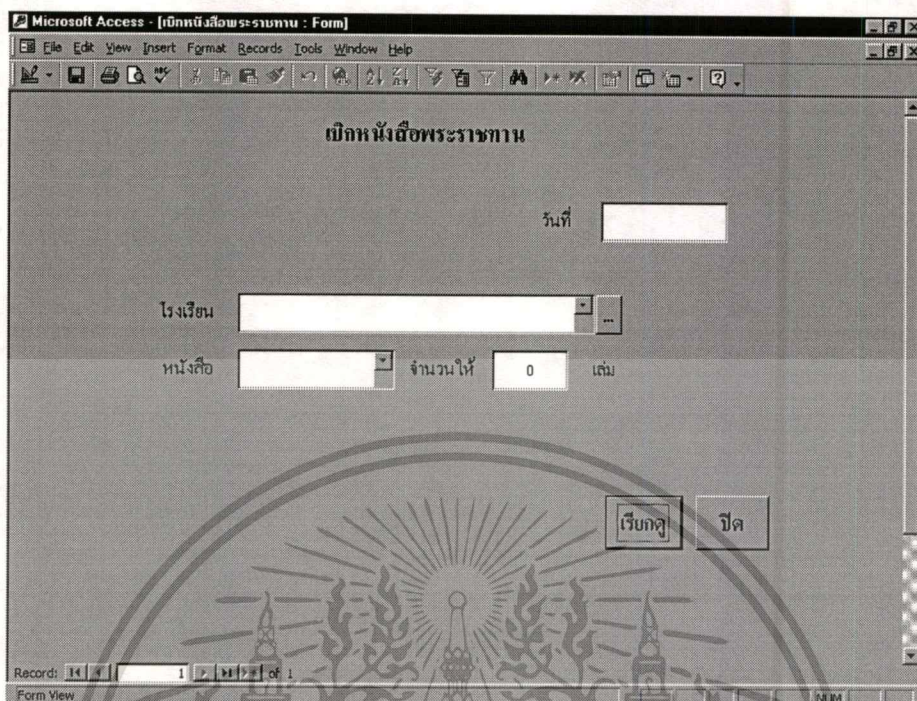 Microsoft Access - [เบิกหนังสือพระราชทาน : Form]
File Edit View Insert Format Records Tools Window Help
เบิกหนังสือพระราชทาน
วันที่
โรงเรียน ...
หนังสือ จำนวนให้ 0 เล่ม
เรียกดู ปิด
Record: 1 of 1
Form View NUM